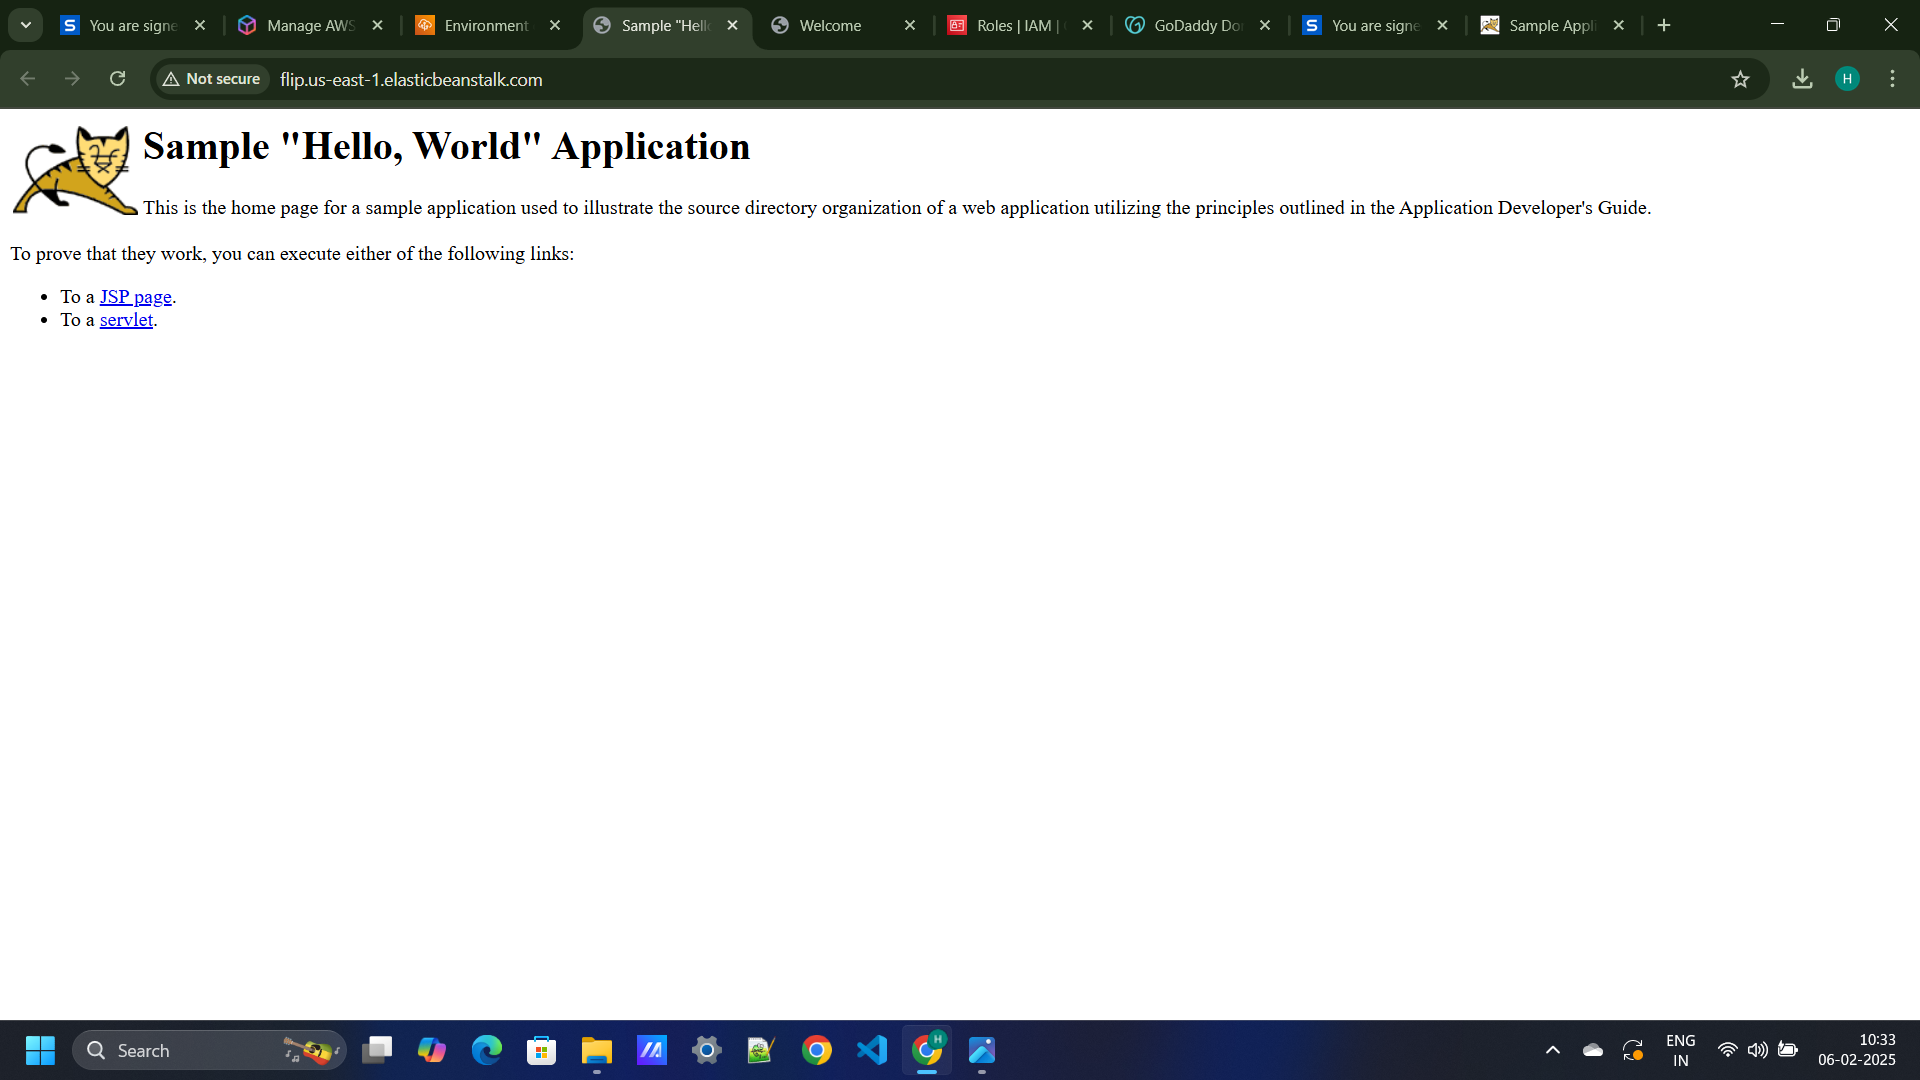 You are signe
Manage AWS
Environment
Sample "Hello
Welcome
Roles | IAM |
GoDaddy Do
You are signe
Sample Appli
Not secure
flip.us-east-1.elasticbeanstalk.com
H
Sample "Hello, World" Application
This is the home page for a sample application used to illustrate the source directory organization of a web application utilizing the principles outlined in the Application Developer's Guide.
To prove that they work, you can execute either of the following links:
• To a JSP page.
• To a servlet.
Search
H
ENG
IN
10:33
06-02-2025